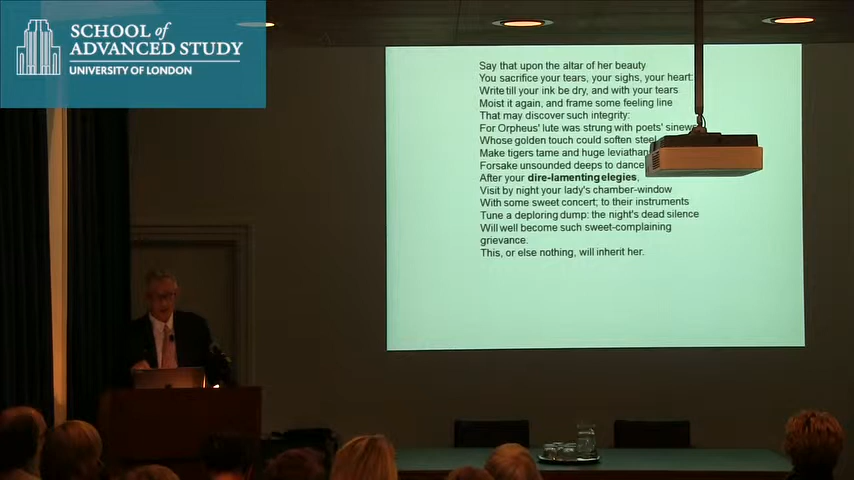 SCHOOL of
ADVANCED STUDY
UNIVERSITY OF LONDON
Say that upon the altar of her beauty
You sacrifice your tears, your sighs, your heart:
Write till your ink be dry, and with your tears
Moist it again, and frame some feeling line
That may discover such integrity:
For Orpheus' lute was strung with poets' sinews
Whose golden touch could soften steel
Make tigers tame and huge leviathan
Forsake unsounded deeps to dance
After your dire-lamenting elegies,
Visit by night your lady's chamber-window
With some sweet concert; to their instruments
Tune a deploring dump: the night's dead silence
Will well become such sweet-complaining
grievance.
This, or else nothing, will inherit her.